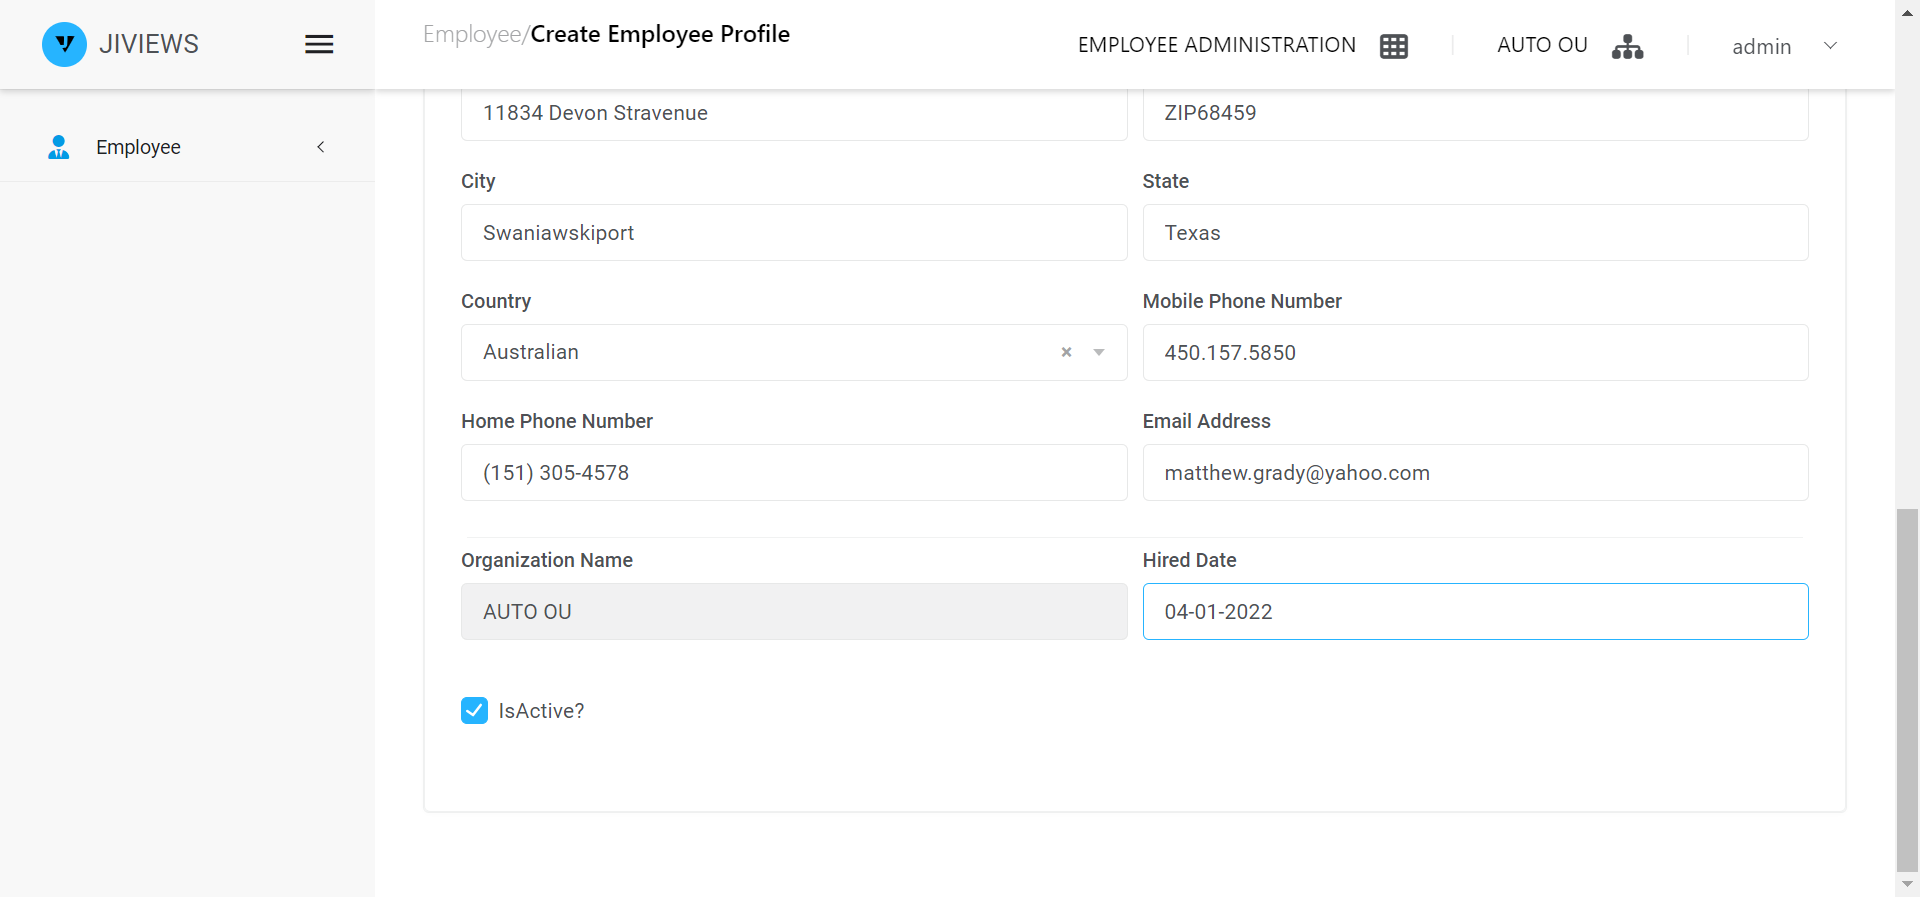 JIVIEWS
Employee/Create Employee Profile
EMPLOYEE ADMINISTRATION
AUTO OU
admin
Employee
11834 Devon Stravenue
ZIP68459
City
State
Swaniawskiport
Texas
Country
Mobile Phone Number
Australian
450.157.5850
Home Phone Number
Email Address
(151) 305-4578
matthew.grady@yahoo.com
Organization Name
Hired Date
AUTO OU
04-01-2022
IsActive?